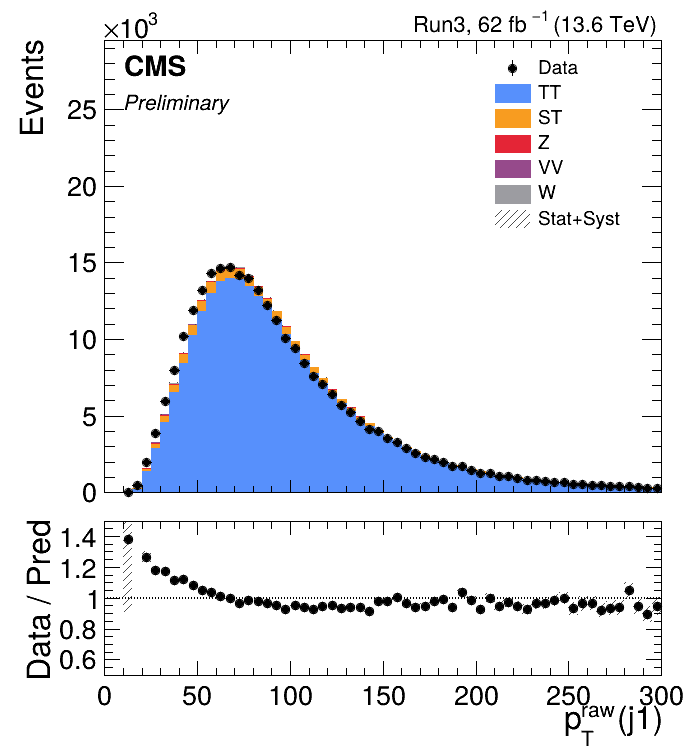 ×10³
Run3, 62 fb⁻¹ (13.6 TeV)
CMS
Preliminary
Events
25
20
15
10
5
0
Data
TT
ST
Z
VV
W
Stat+Syst
Data / Pred
1.4
1.2
1
0.8
0.6
0 50 100 150 200 250 300
p_T^raw(j1)